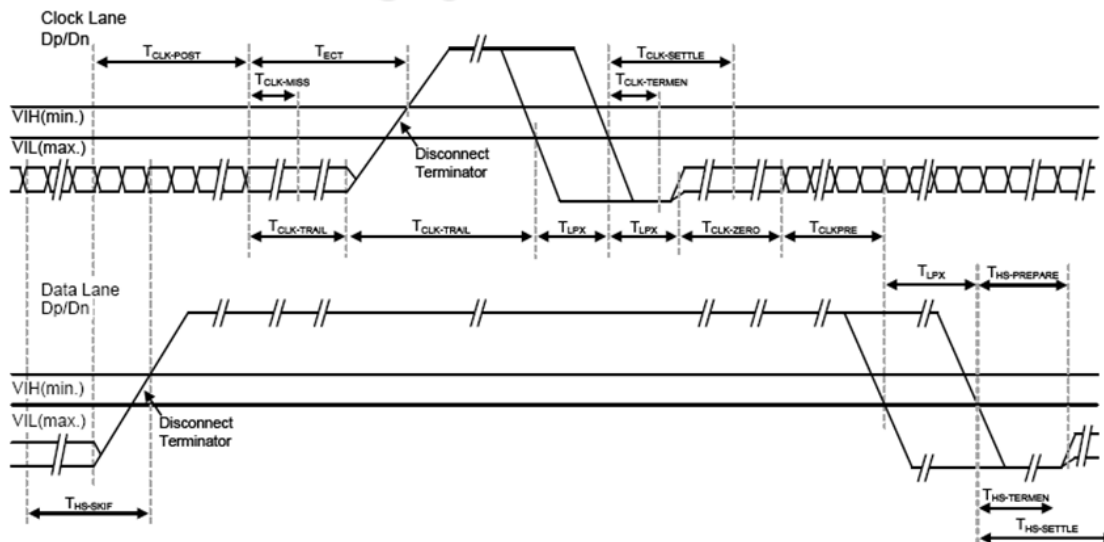 Clock Lane
Dp/Dn
TCLK-POST
TECT
TCLK-MISS
TCLK-SETTLE
TCLK-TERMEN
VIH(min.)
VIL(max.)
Disconnect
Terminator
TCLK-TRAIL
TCLK-TRAIL
TLPX
TLPX
TCLK-ZERO
TCLKPRE
Data Lane
Dp/Dn
TLPX
THS-PREPARE
VIH(min.)
VIL(max.)
Disconnect
Terminator
THS-SKIF
THS-TERMEN
THS-SETTLE